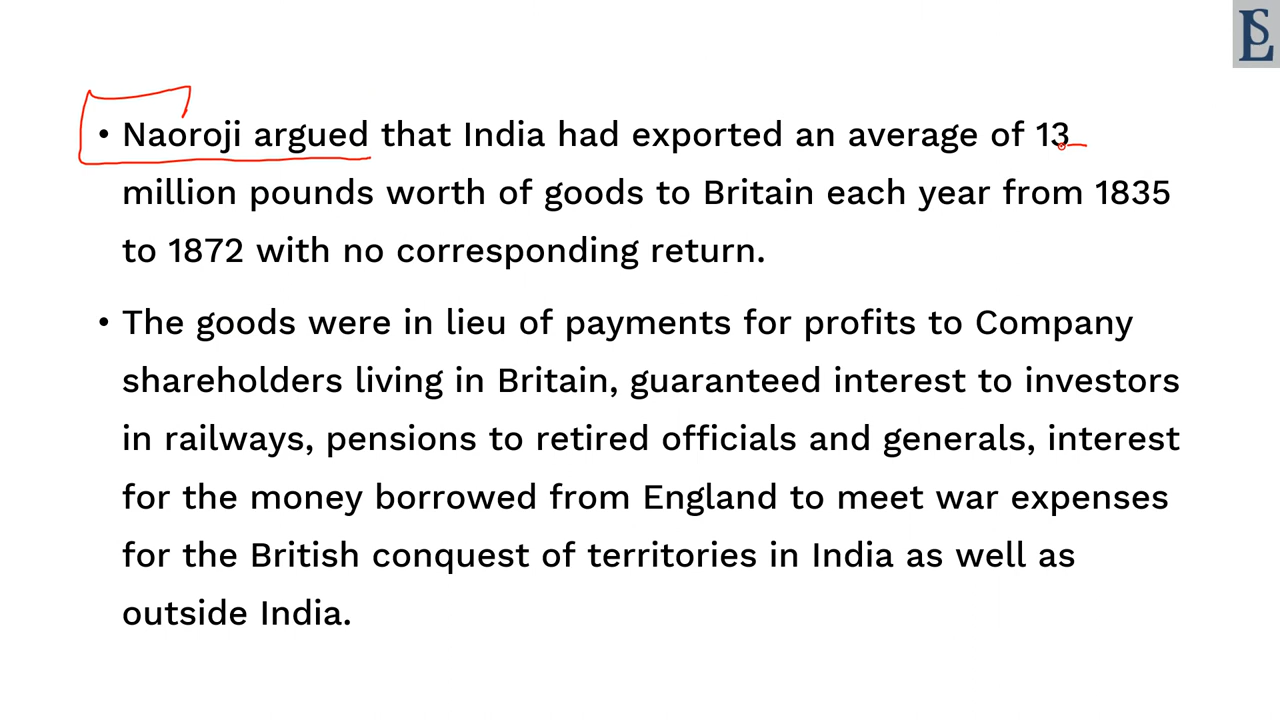 • Naoroji argued that India had exported an average of 13
million pounds worth of goods to Britain each year from 1835
to 1872 with no corresponding return.
• The goods were in lieu of payments for profits to Company
shareholders living in Britain, guaranteed interest to investors
in railways, pensions to retired officials and generals, interest
for the money borrowed from England to meet war expenses
for the British conquest of territories in India as well as
outside India.